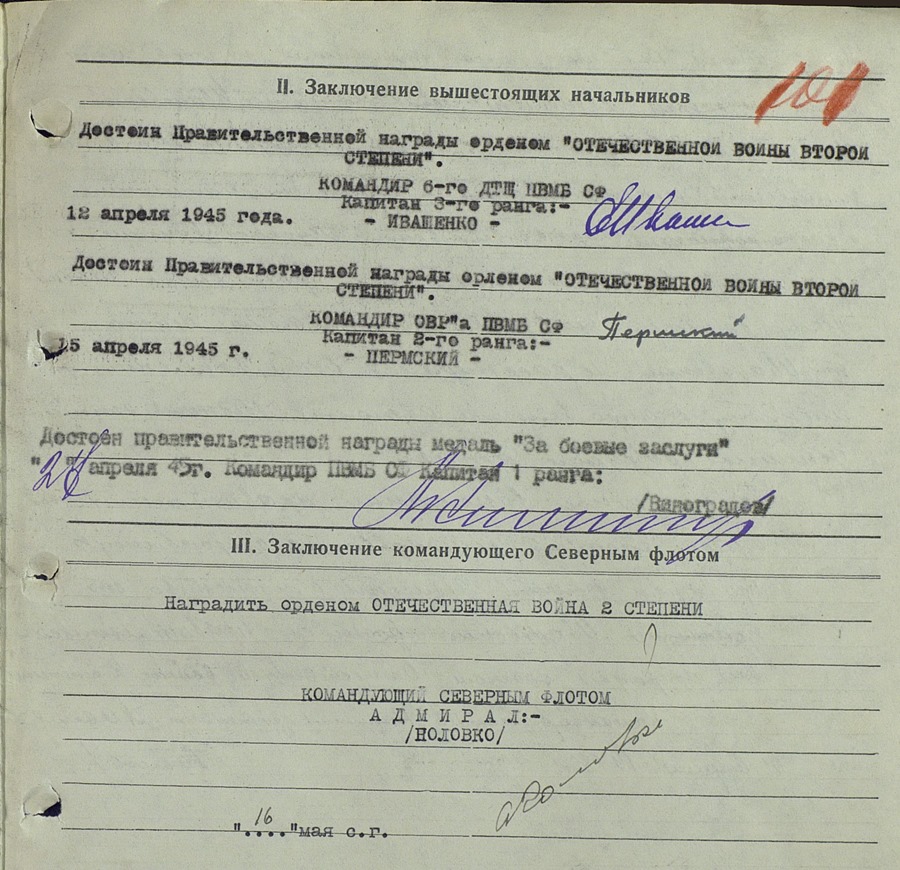 101
II. Заключение вышестоящих начальников
Достоин Правительственной награды орденом "ОТЕЧЕСТВЕННОЙ ВОЙНЫ ВТОРОЙ
СТЕПЕНИ".
КОМАНДИР 6-го ДТЩ ПВМБ СФ
Капитан 3-го ранга:-
12 апреля 1945 года. - ИВАШЕНКО -
Достоин Правительственной награды орденом "ОТЕЧЕСТВЕННОЙ ВОЙНЫ ВТОРОЙ
СТЕПЕНИ".
КОМАНДИР ОВР"а ПВМБ СФ Пермский
Капитан 2-го ранга:-
15 апреля 1945 г. - ПЕРМСКИЙ -
Достоен правительственной награды медаль "За боевые заслуги"
"24" апреля 45г. Командир ПВМБ СФ Капитан 1 ранга:
/Виноградов/
III. Заключение командующего Северным флотом
Наградить орденом ОТЕЧЕСТВЕННАЯ ВОЙНА 2 СТЕПЕНИ
КОМАНДУЮЩИЙ СЕВЕРНЫМ ФЛОТОМ
АДМИРАЛ:-
/ГОЛОВКО/
"16"мая с.г.